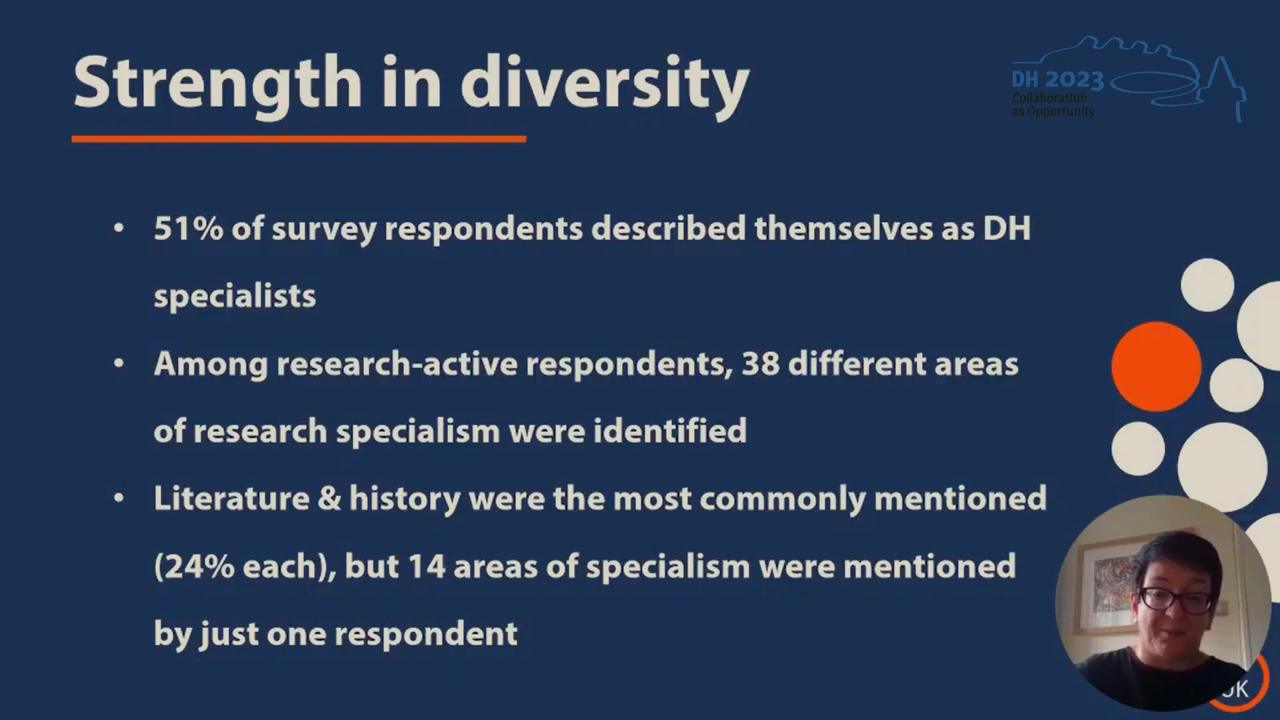 Strength in diversity
DH 2023
Collaboration
as Opportunity
• 51% of survey respondents described themselves as DH
specialists
• Among research-active respondents, 38 different areas
of research specialism were identified
• Literature & history were the most commonly mentioned
(24% each), but 14 areas of specialism were mentioned
by just one respondent